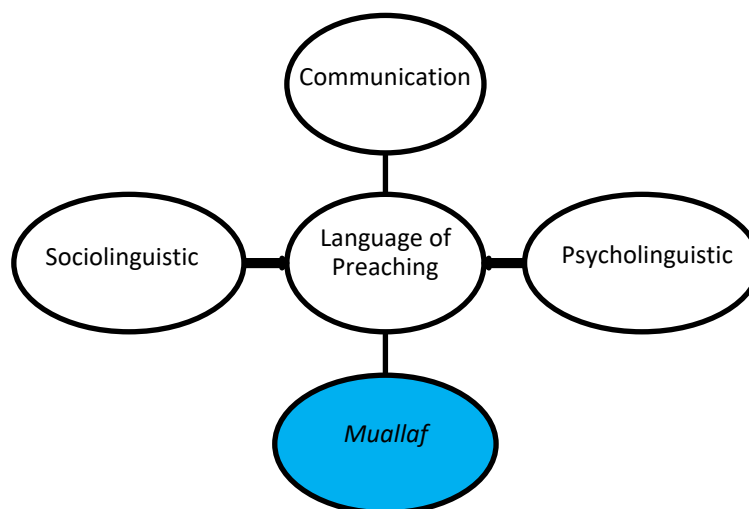 Communication
Sociolinguistic
Language of
Preaching
Psycholinguistic
Muallaf